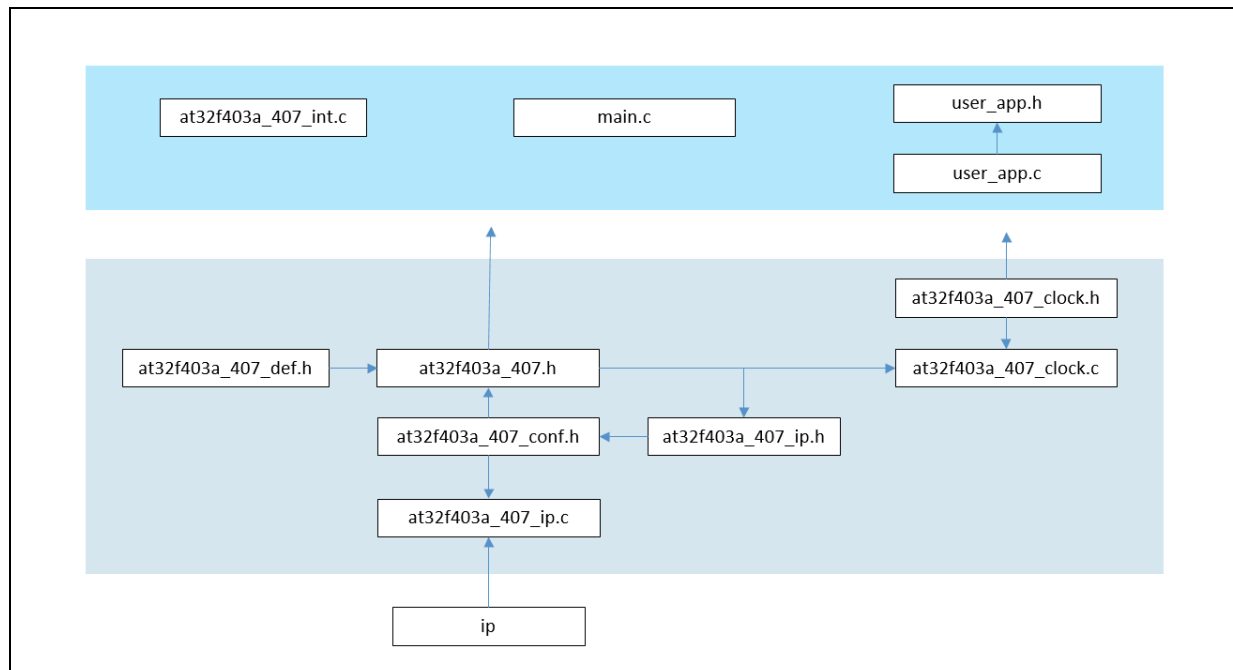 at32f403a_407_int.c
main.c
user_app.h
user_app.c
at32f403a_407_clock.h
at32f403a_407_def.h
at32f403a_407.h
at32f403a_407_clock.c
at32f403a_407_conf.h
at32f403a_407_ip.h
at32f403a_407_ip.c
ip